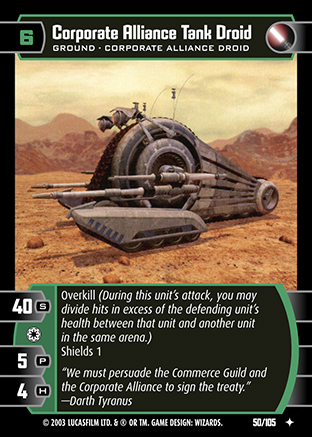 6
Corporate Alliance Tank Droid
GROUND - CORPORATE ALLIANCE DROID
40 S
5 P
4 H
Overkill (During this unit's attack, you may
divide hits in excess of the defending unit's
health between that unit and another unit
in the same arena.)
Shields 1
"We must persuade the Commerce Guild and
the Corporate Alliance to sign the treaty."
—Darth Tyranus
© 2003 LUCASFILM LTD. & ® OR TM. GAME DESIGN: WIZARDS.
50/105